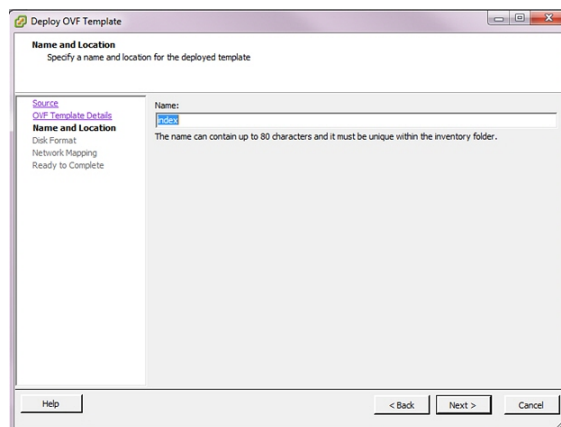 Deploy OVF Template
Name and Location
Specify a name and location for the deployed template
Source
OVF Template Details
Name and Location
Disk Format
Network Mapping
Ready to Complete
Name:
index
The name can contain up to 80 characters and it must be unique within the inventory folder.
Help
< Back
Next >
Cancel